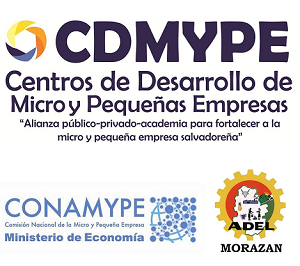 CDMYPE
Centros de Desarrollo de
Micro y Pequeñas Empresas
“Alianza público-privado-academia para fortalecer a la
micro y pequeña empresa salvadoreña”
CONAMYPE
Comisión Nacional de la Micro y Pequeña Empresa
Ministerio de Economía
ADEL
MORAZAN